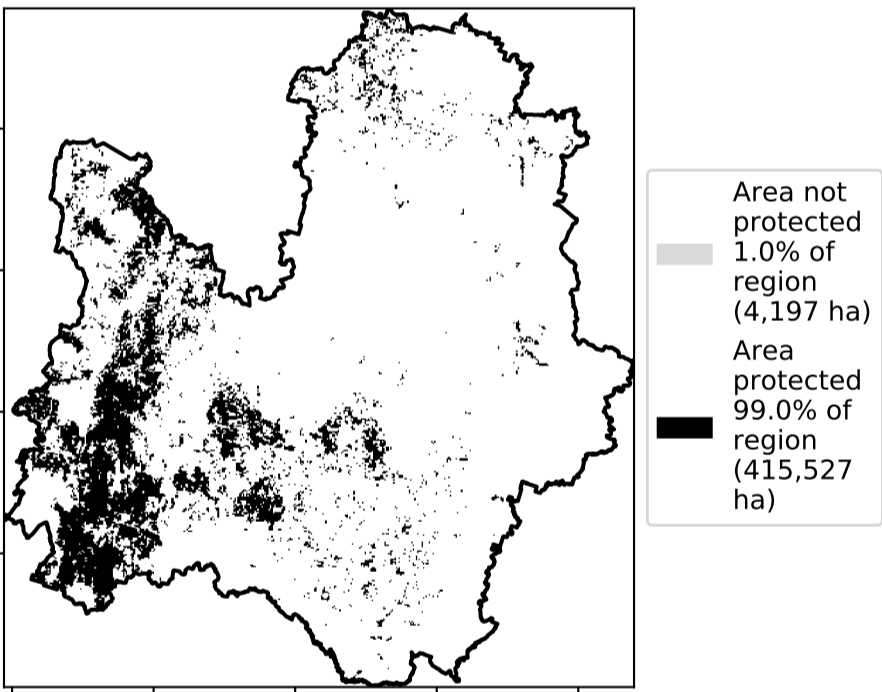 Area not
protected
1.0% of
region
(4,197 ha)
Area
protected
99.0% of
region
(415,527
ha)